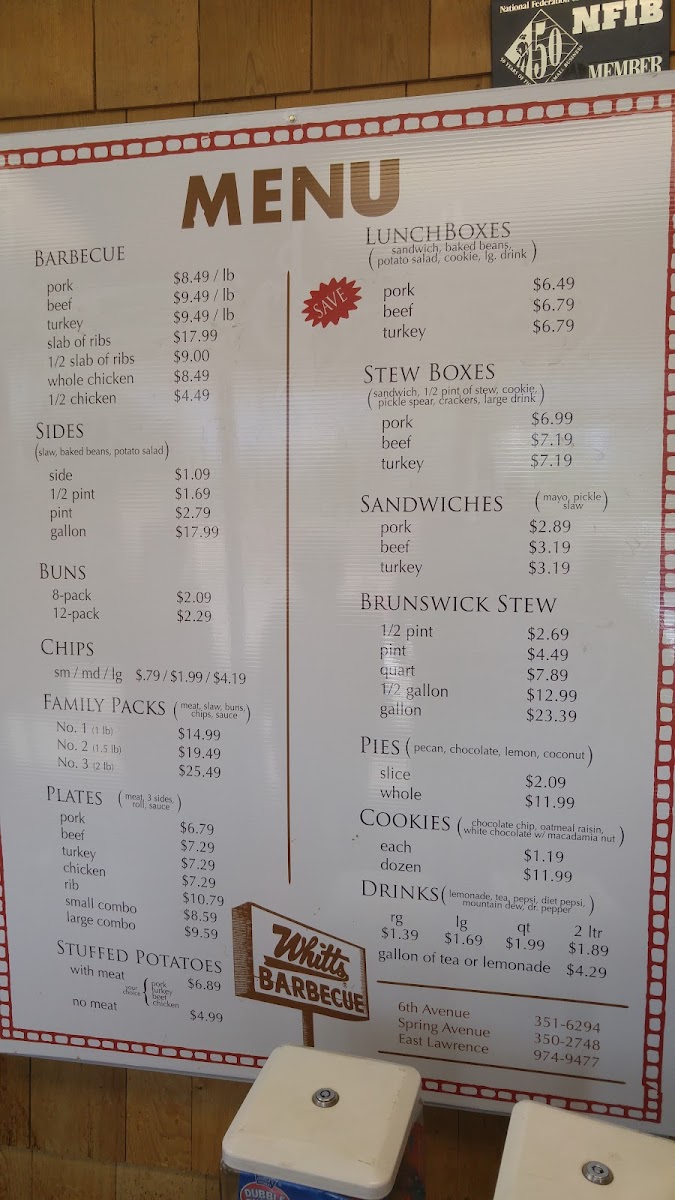 National Federation
NFIB
50
MEMBER
MENU
BARBECUE
pork $8.49 / lb
beef $9.49 / lb
turkey $9.49 / lb
slab of ribs $17.99
1/2 slab of ribs $9.00
whole chicken $8.49
1/2 chicken $4.49
SIDES
(slaw, baked beans, potato salad)
side $1.09
1/2 pint $1.69
pint $2.79
gallon $17.99
BUNS
8-pack $2.09
12-pack $2.29
CHIPS
sm / md / lg $.79 / $1.99 / $4.19
FAMILY PACKS (meat, slaw, buns,
chips, sauce)
No. 1 (1 lb) $14.99
No. 2 (1.5 lb) $19.49
No. 3 (2 lb) $25.49
PLATES (meat, 3 sides,
roll, sauce)
pork $6.79
beef $7.29
turkey $7.29
chicken $7.29
rib $10.79
small combo $8.59
large combo $9.59
STUFFED POTATOES
with meat $6.89
your
choice
pork
turkey
beef
chicken
no meat $4.99
LUNCHBOXES
(sandwich, baked beans,
potato salad, cookie, lg. drink)
SAVE
pork $6.49
beef $6.79
turkey $6.79
STEW BOXES
(sandwich, 1/2 pint of stew, cookie,
pickle spear, crackers, large drink)
pork $6.99
beef $7.19
turkey $7.19
SANDWICHES (mayo, pickle
slaw)
pork $2.89
beef $3.19
turkey $3.19
BRUNSWICK STEW
1/2 pint $2.69
pint $4.49
quart $7.89
1/2 gallon $12.99
gallon $23.39
PIES (pecan, chocolate, lemon, coconut)
slice $2.09
whole $11.99
COOKIES (chocolate chip, oatmeal raisin,
white chocolate w/ macadamia nut)
each $1.19
dozen $11.99
DRINKS (lemonade, tea, pepsi, diet pepsi,
mountain dew, dr. pepper)
rg lg qt 2 ltr
$1.39 $1.69 $1.99 $1.89
gallon of tea or lemonade $4.29
Whitts
BARBECUE
6th Avenue 351-6294
Spring Avenue 350-2748
East Lawrence 974-9477
DUBBLE